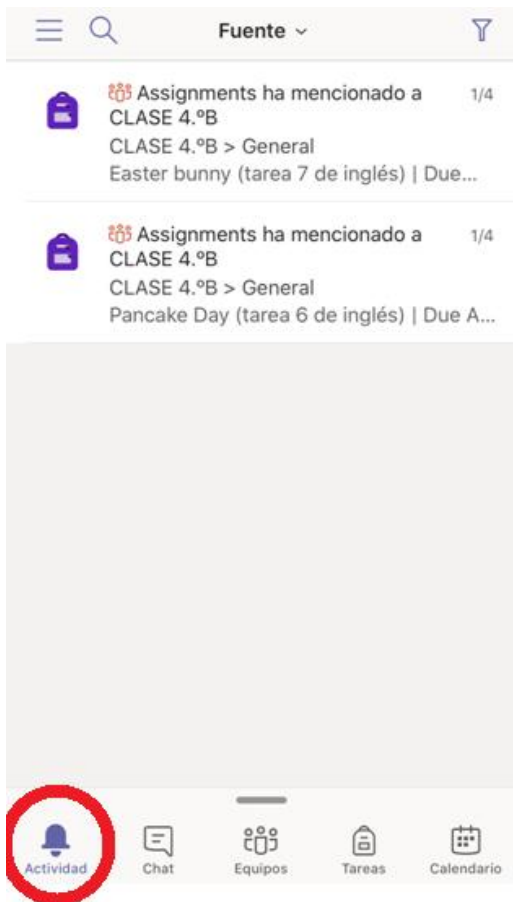 Fuente
Assignments ha mencionado a 1/4
CLASE 4.ºB
CLASE 4.ºB > General
Easter bunny (tarea 7 de inglés) | Due...
Assignments ha mencionado a 1/4
CLASE 4.ºB
CLASE 4.ºB > General
Pancake Day (tarea 6 de inglés) | Due A...
Actividad Chat Equipos Tareas Calendario